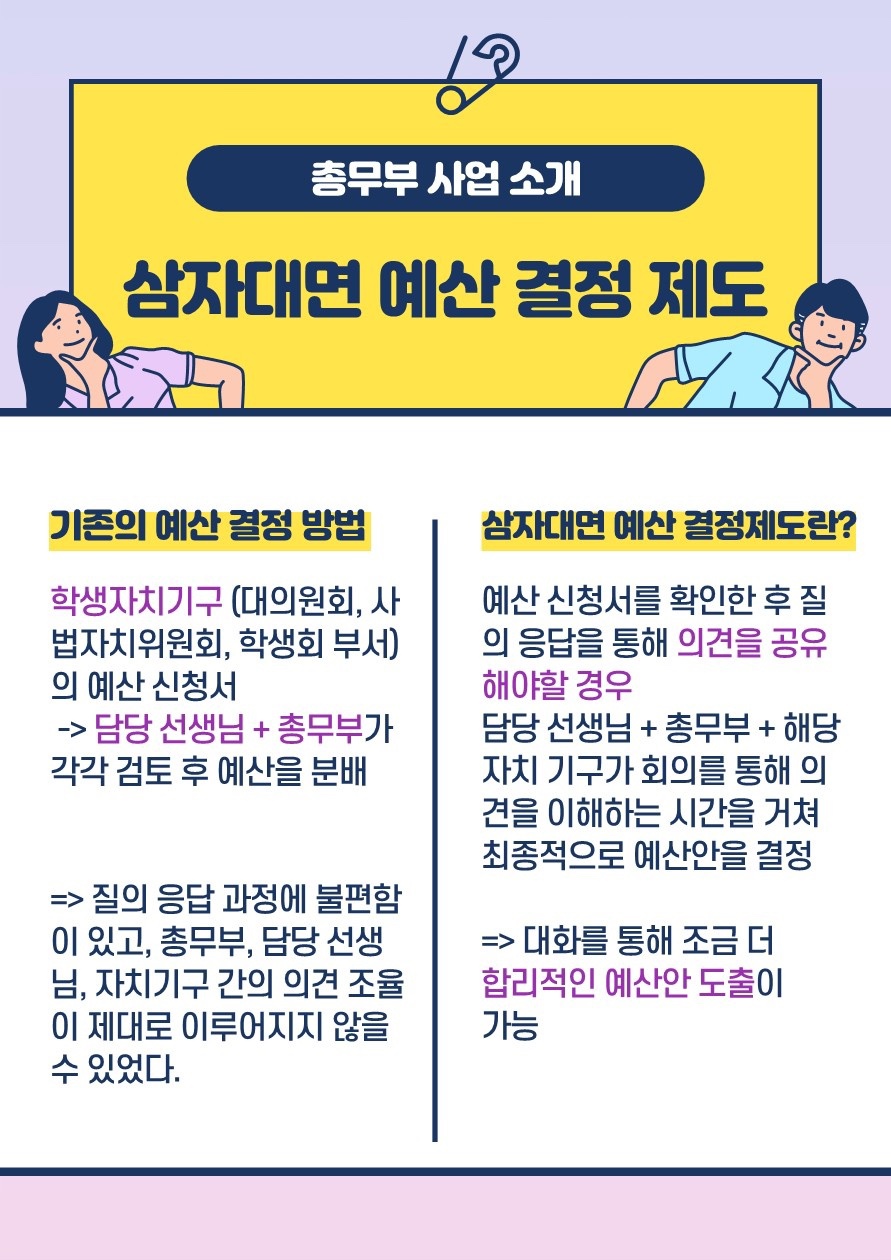 총무부 사업 소개
삼자대면 예산 결정 제도
기존의 예산 결정 방법
학생자치기구 (대의원회, 사
법자치위원회, 학생회 부서)
의 예산 신청서
-> 담당 선생님 + 총무부가
각각 검토 후 예산을 분배
=> 질의 응답 과정에 불편함
이 있고, 총무부, 담당 선생
님, 자치기구 간의 의견 조율
이 제대로 이루어지지 않을
수 있었다.
삼자대면 예산 결정제도란?
예산 신청서를 확인한 후 질
의 응답을 통해 의견을 공유
해야할 경우
담당 선생님 + 총무부 + 해당
자치 기구가 회의를 통해 의
견을 이해하는 시간을 거쳐
최종적으로 예산안을 결정
=> 대화를 통해 조금 더
합리적인 예산안 도출이
가능